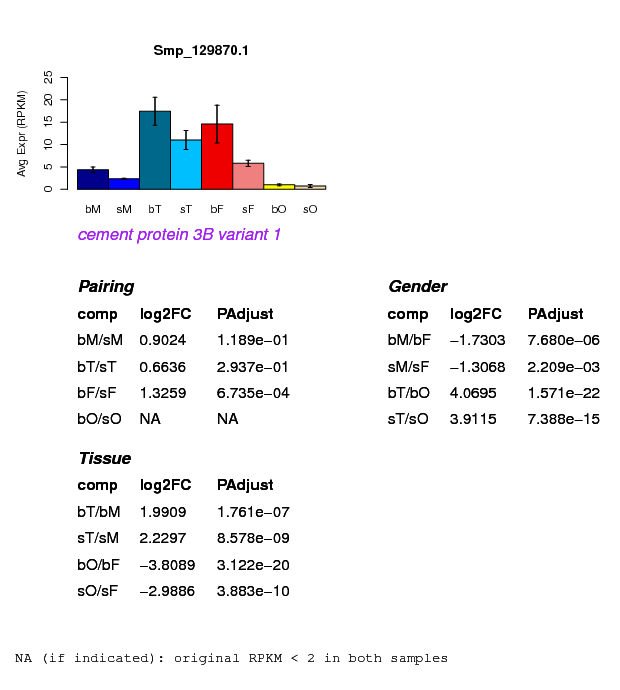 Smp_129870.1
Avg Expr (RPKM)
25
20
15
10
5
0
bM sM bT sT bF sF bO sO
cement protein 3B variant 1
Pairing
comp log2FC PAdjust
bM/sM 0.9024 1.189e−01
bT/sT 0.6636 2.937e−01
bF/sF 1.3259 6.735e−04
bO/sO NA NA
Gender
comp log2FC PAdjust
bM/bF −1.7303 7.680e−06
sM/sF −1.3068 2.209e−03
bT/bO 4.0695 1.571e−22
sT/sO 3.9115 7.388e−15
Tissue
comp log2FC PAdjust
bT/bM 1.9909 1.761e−07
sT/sM 2.2297 8.578e−09
bO/bF −3.8089 3.122e−20
sO/sF −2.9886 3.883e−10
NA (if indicated): original RPKM < 2 in both samples